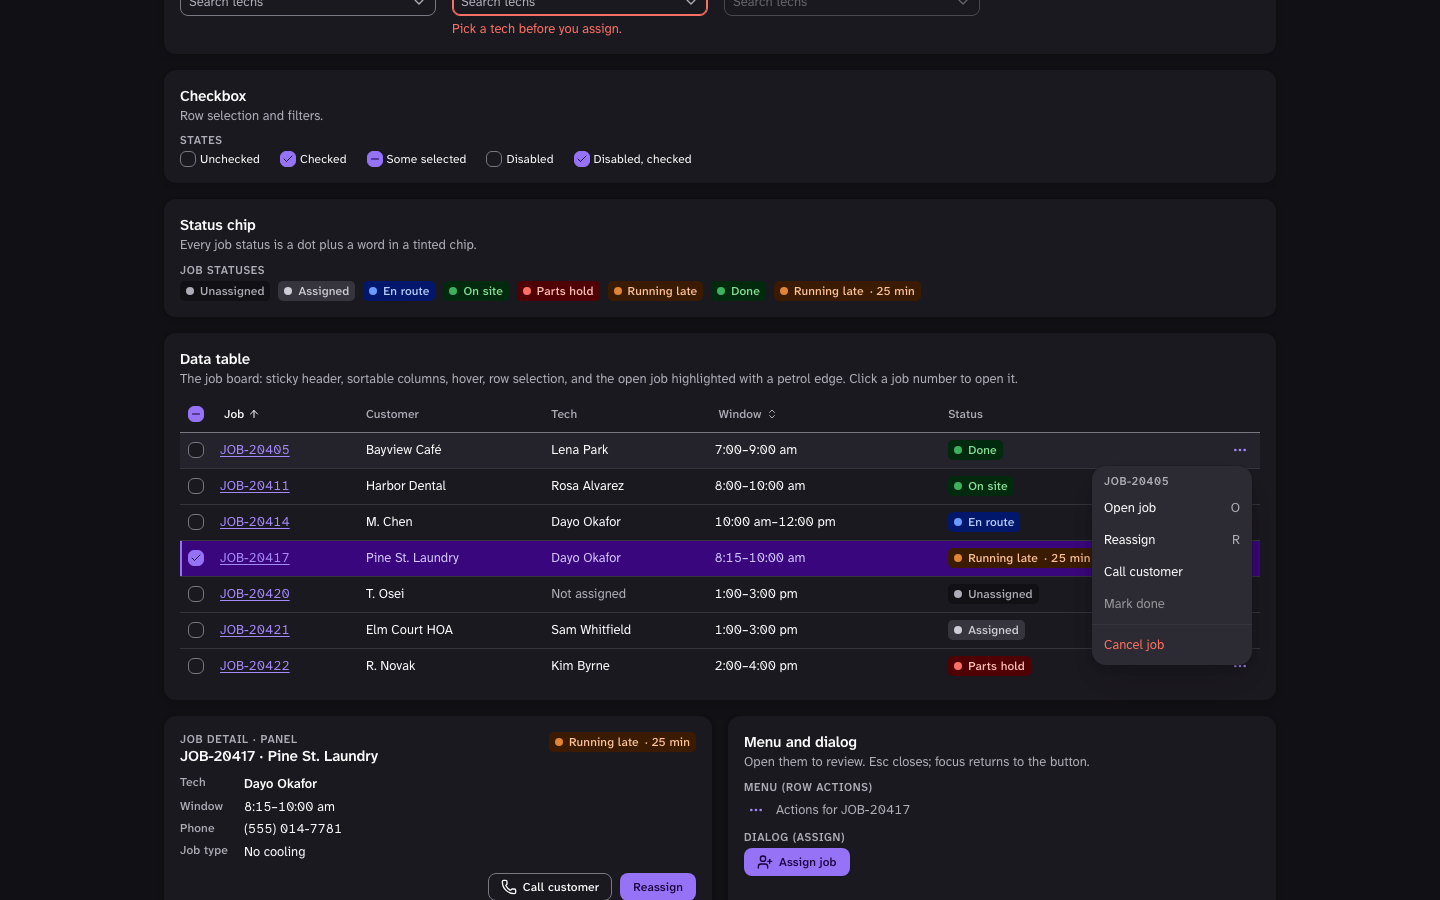 Search techs
Search techs
Search techs
Pick a tech before you assign.
Checkbox
Row selection and filters.
STATES
Unchecked
Checked
Some selected
Disabled
Disabled, checked
Status chip
Every job status is a dot plus a word in a tinted chip.
JOB STATUSES
Unassigned
Assigned
En route
On site
Parts hold
Running late
Done
Running late · 25 min
Data table
The job board: sticky header, sortable columns, hover, row selection, and the open job highlighted with a petrol edge. Click a job number to open it.
Job Customer Tech Window Status
JOB-20405 Bayview Café Lena Park 7:00–9:00 am Done
JOB-20411 Harbor Dental Rosa Alvarez 8:00–10:00 am On site
JOB-20414 M. Chen Dayo Okafor 10:00 am–12:00 pm En route
JOB-20417 Pine St. Laundry Dayo Okafor 8:15–10:00 am Running late · 25 min
JOB-20420 T. Osei Not assigned 1:00–3:00 pm Unassigned
JOB-20421 Elm Court HOA Sam Whitfield 1:00–3:00 pm Assigned
JOB-20422 R. Novak Kim Byrne 2:00–4:00 pm Parts hold
JOB-20405
Open job O
Reassign R
Call customer
Mark done
Cancel job
JOB DETAIL · PANEL
JOB-20417 · Pine St. Laundry
Running late · 25 min
Tech Dayo Okafor
Window 8:15–10:00 am
Phone (555) 014-7781
Job type No cooling
Call customer
Reassign
Menu and dialog
Open them to review. Esc closes; focus returns to the button.
MENU (ROW ACTIONS)
Actions for JOB-20417
DIALOG (ASSIGN)
Assign job